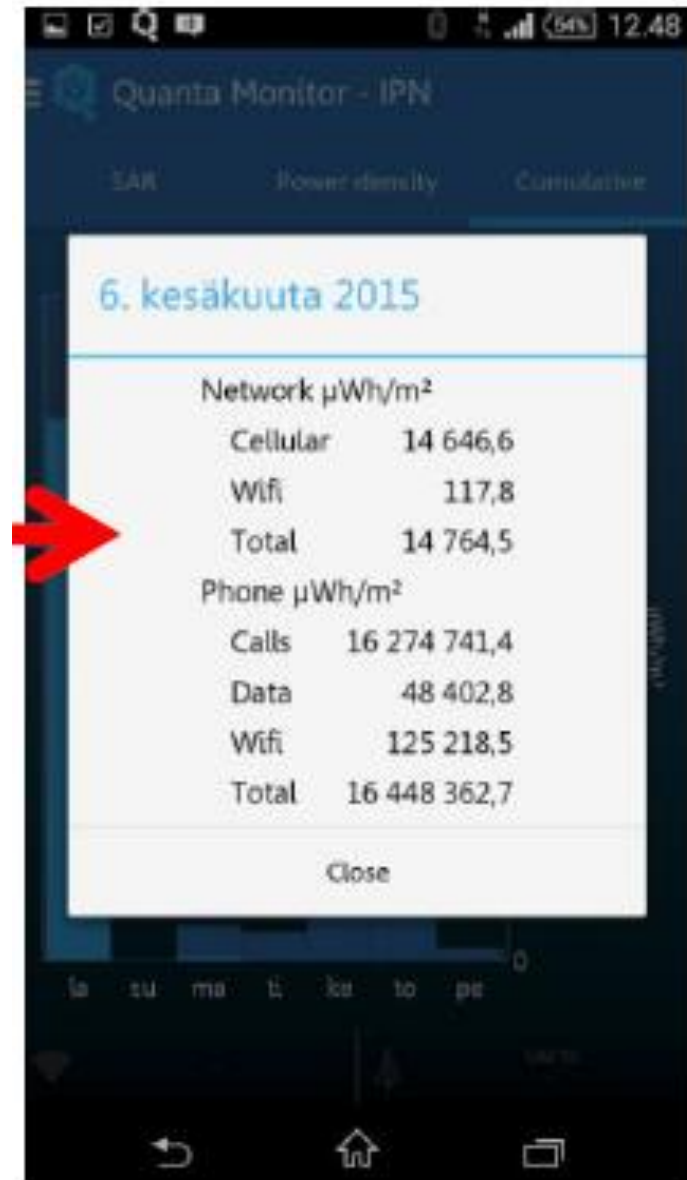 54% 12.48
Quanta Monitor - IPN
SAR Power density Cumulative
6. kesäkuuta 2015
Network µWh/m²
Cellular 14 646,6
Wifi 117,8
Total 14 764,5
Phone µWh/m²
Calls 16 274 741,4
Data 48 402,8
Wifi 125 218,5
Total 16 448 362,7
Close
0
la su ma ti ke to pe